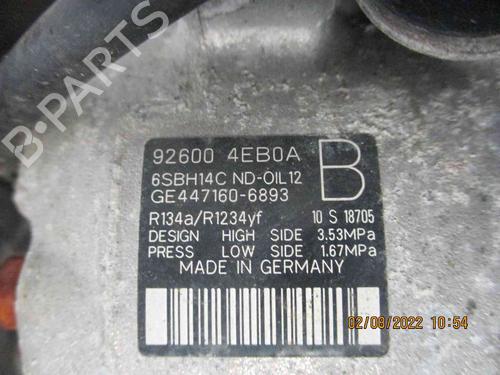 B-PARTS
92600 4EB0A B
6SBH14C ND-OIL12
GE447160-6893
R134a/R1234yf 10 S 18705
DESIGN HIGH SIDE 3.53MPa
PRESS LOW SIDE 1.67MPa
MADE IN GERMANY
02/09/2022 10:54